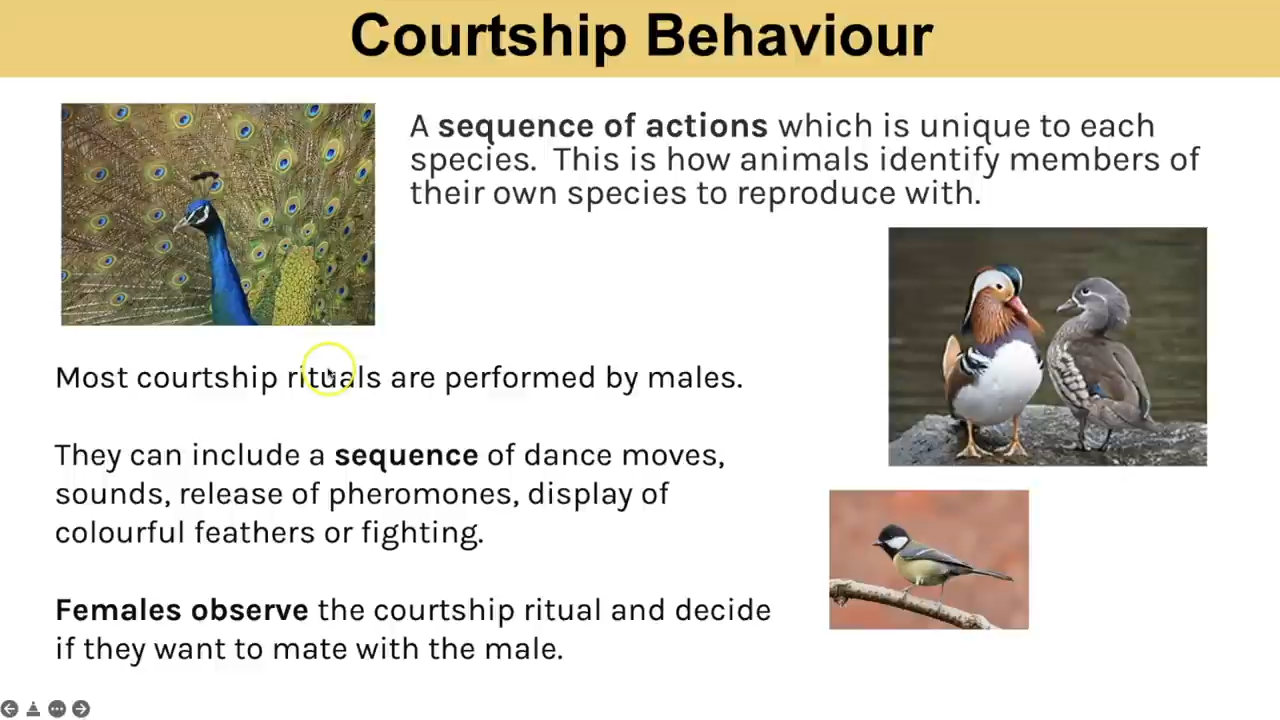 Courtship Behaviour
A sequence of actions which is unique to each
species. This is how animals identify members of
their own species to reproduce with.
Most courtship rituals are performed by males.
They can include a sequence of dance moves,
sounds, release of pheromones, display of
colourful feathers or fighting.
Females observe the courtship ritual and decide
if they want to mate with the male.